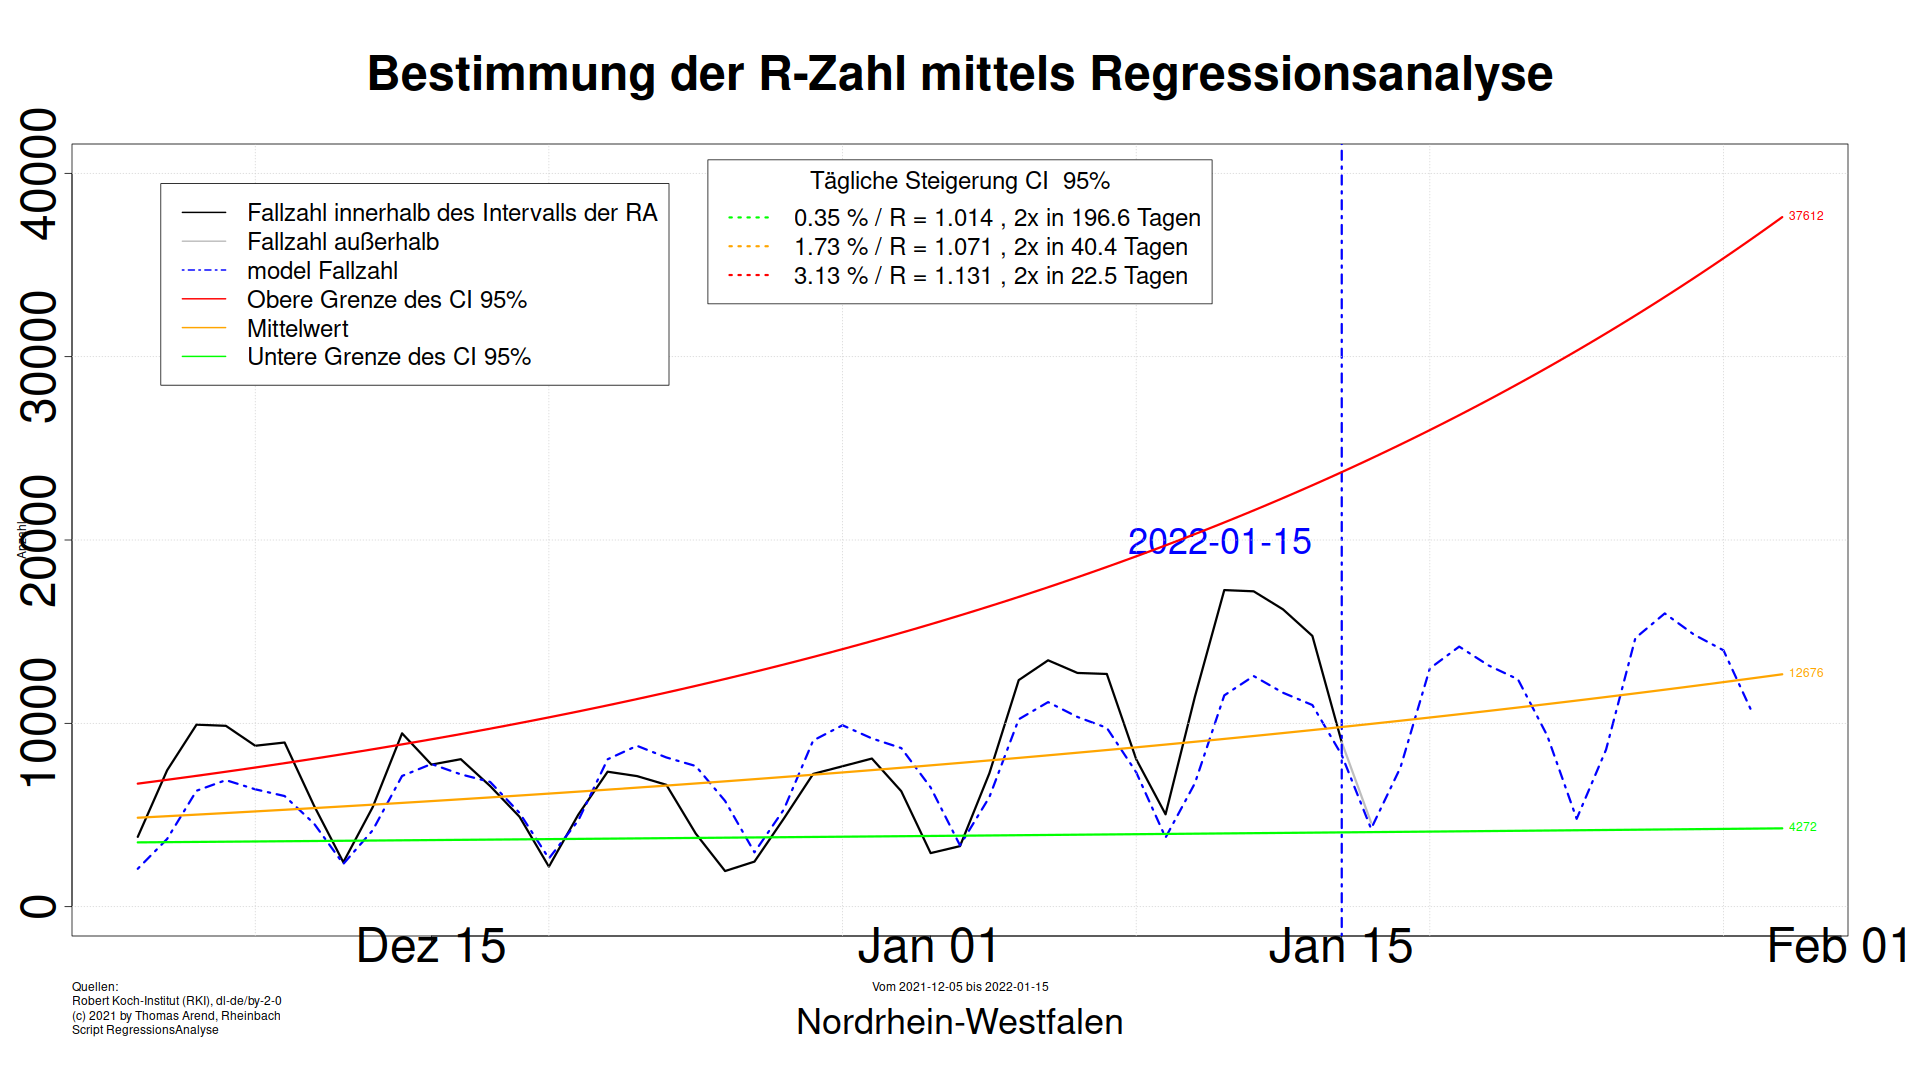 Bestimmung der R-Zahl mittels Regressionsanalyse
Anzahl
40000
30000
20000
10000
0
Fallzahl innerhalb des Intervalls der RA
Fallzahl außerhalb
model Fallzahl
Obere Grenze des CI 95%
Mittelwert
Untere Grenze des CI 95%
Tägliche Steigerung CI 95%
0.35 % / R = 1.014 , 2x in 196.6 Tagen
1.73 % / R = 1.071 , 2x in 40.4 Tagen
3.13 % / R = 1.131 , 2x in 22.5 Tagen
37612
2022-01-15
12676
4272
Dez 15
Jan 01
Jan 15
Feb 01
Quellen:
Robert Koch-Institut (RKI), dl-de/by-2-0
(c) 2021 by Thomas Arend, Rheinbach
Script RegressionsAnalyse
Vom 2021-12-05 bis 2022-01-15
Nordrhein-Westfalen